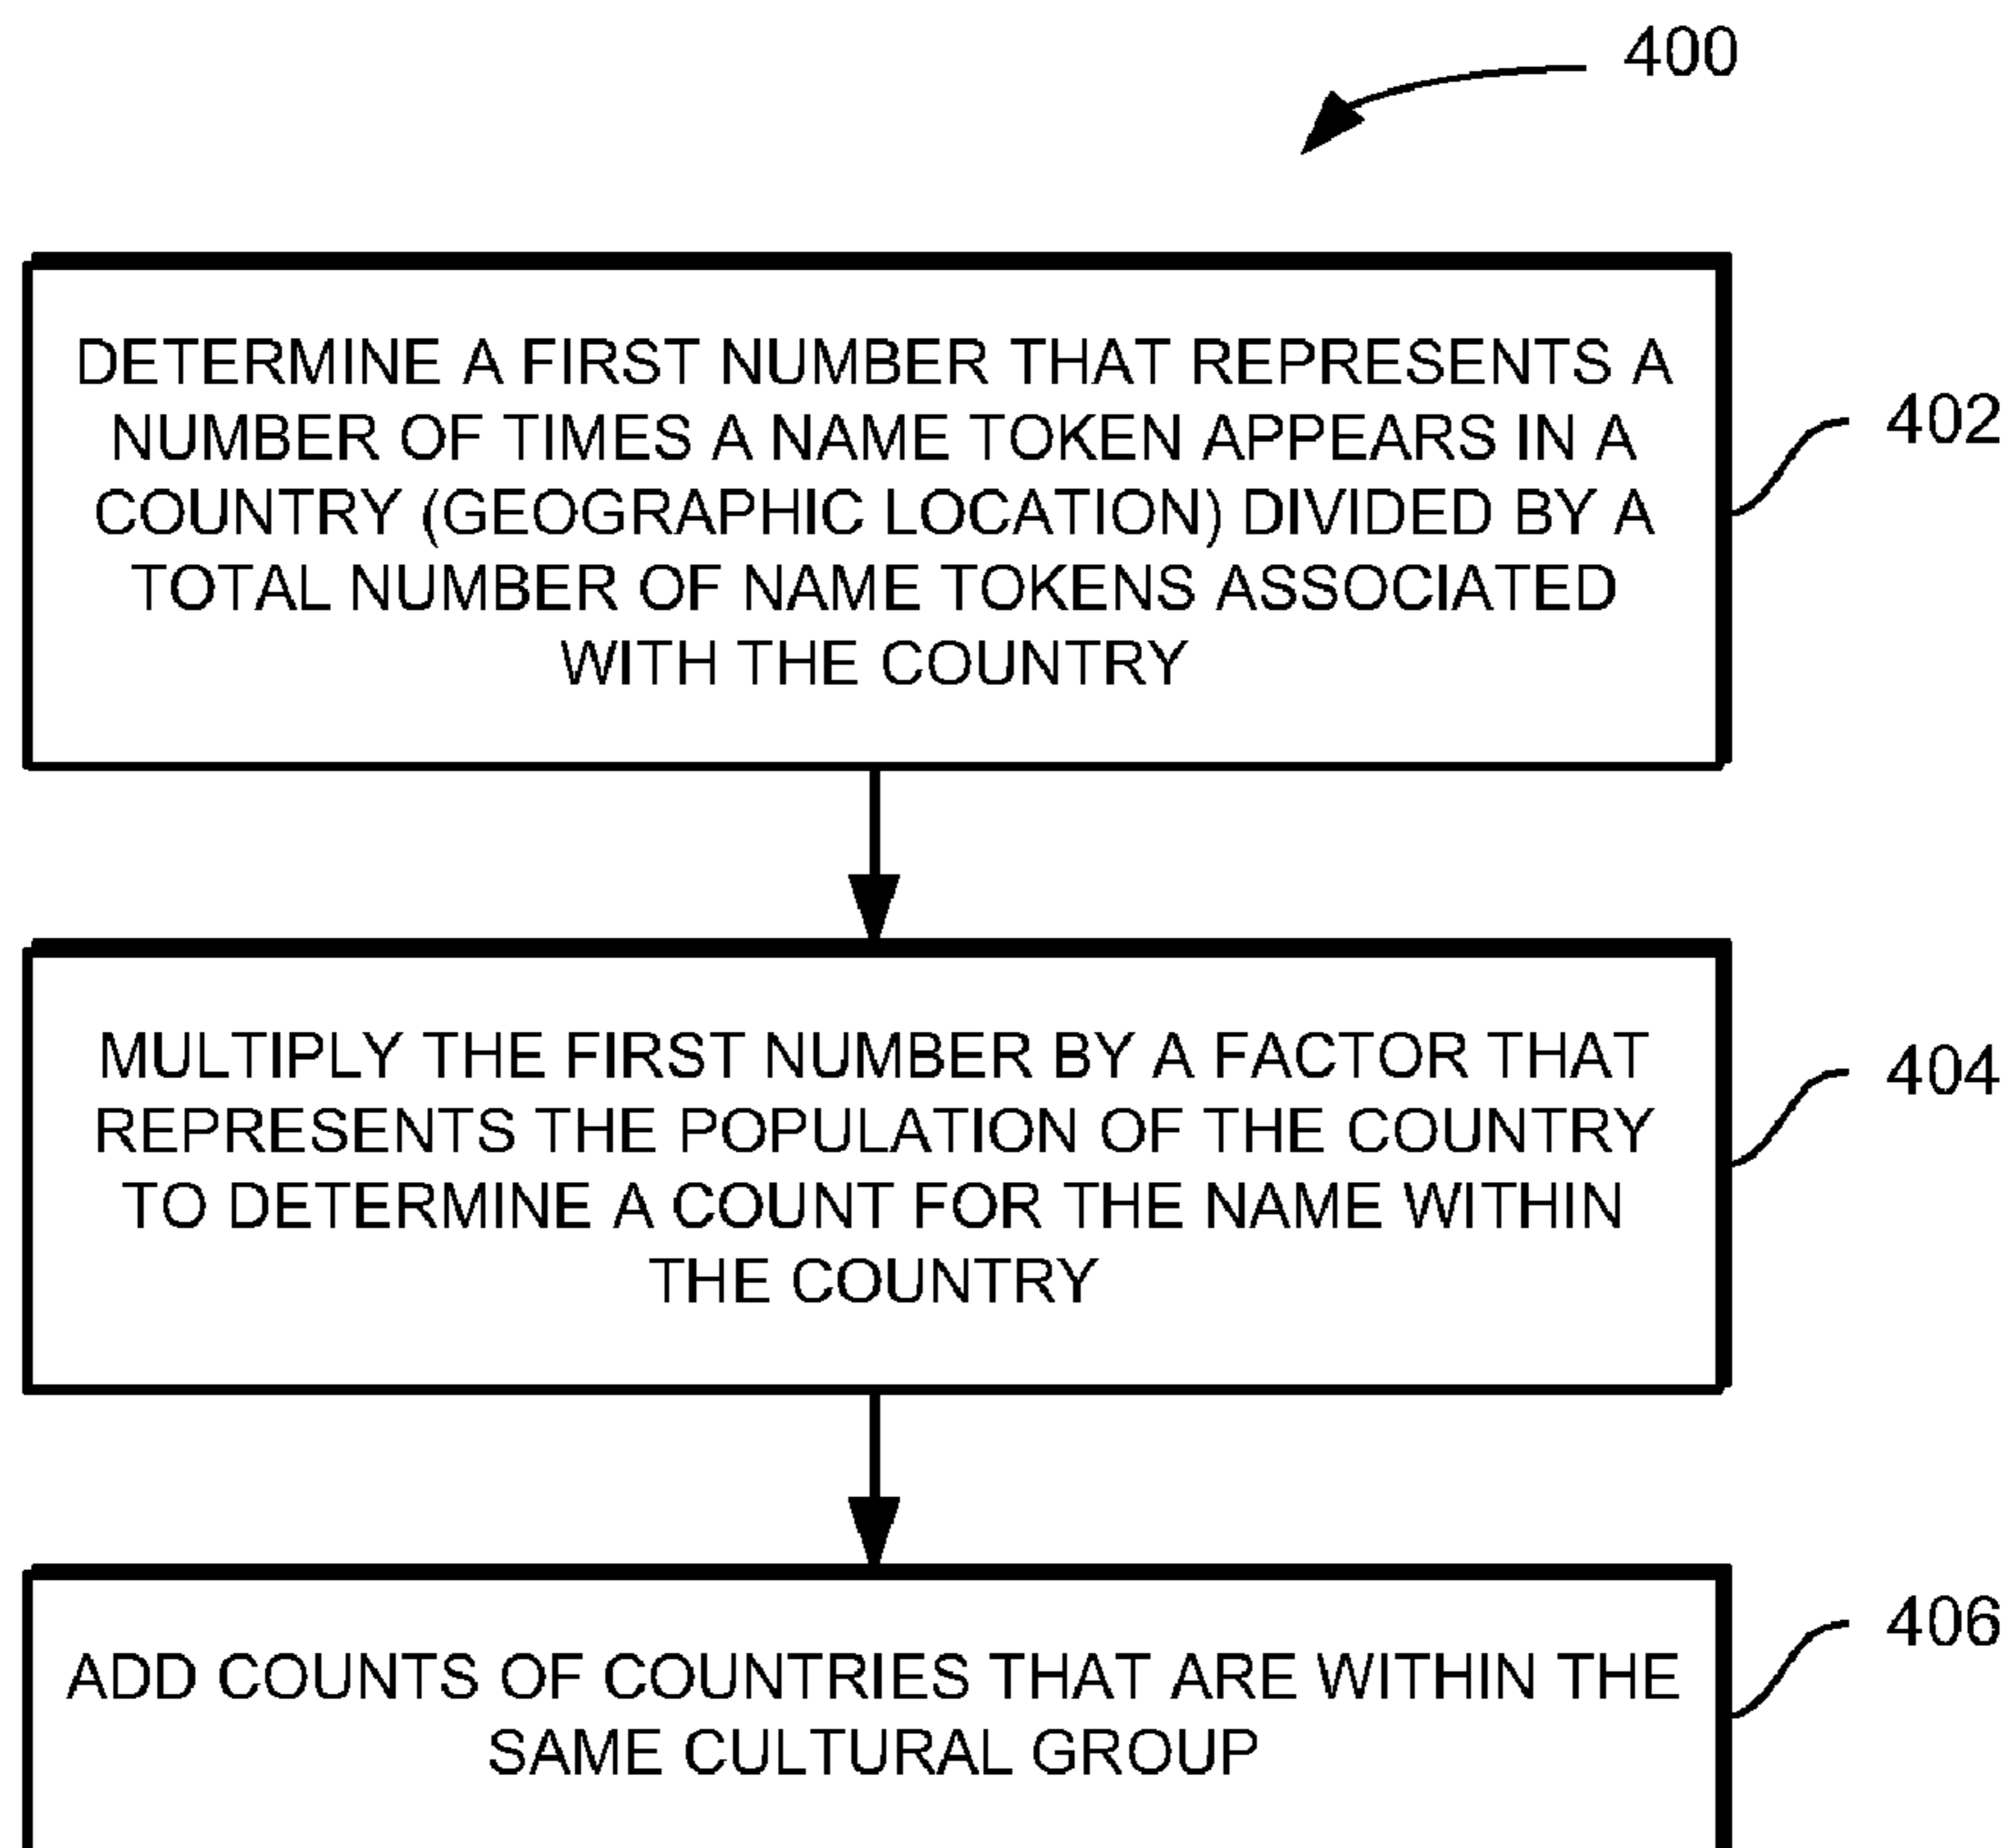 400
DETERMINE A FIRST NUMBER THAT REPRESENTS A
NUMBER OF TIMES A NAME TOKEN APPEARS IN A
COUNTRY (GEOGRAPHIC LOCATION) DIVIDED BY A
TOTAL NUMBER OF NAME TOKENS ASSOCIATED
WITH THE COUNTRY
402
MULTIPLY THE FIRST NUMBER BY A FACTOR THAT
REPRESENTS THE POPULATION OF THE COUNTRY
TO DETERMINE A COUNT FOR THE NAME WITHIN
THE COUNTRY
404
ADD COUNTS OF COUNTRIES THAT ARE WITHIN THE
SAME CULTURAL GROUP
406